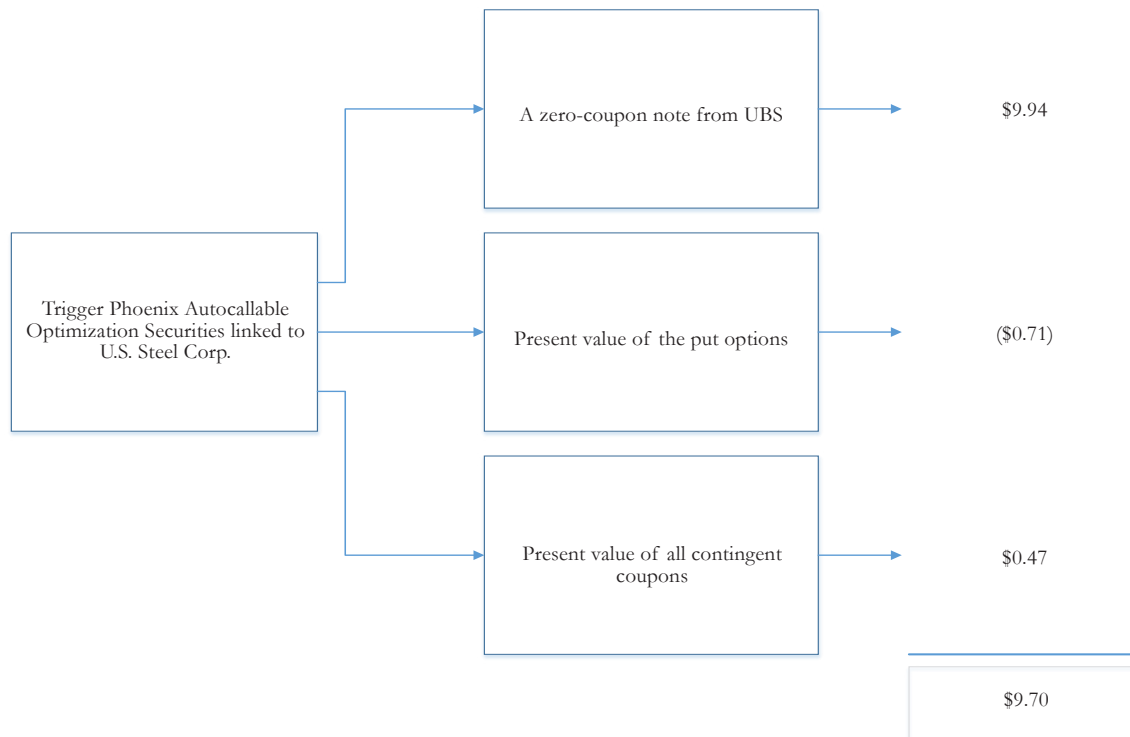 A zero-coupon note from UBS
$9.94
Trigger Phoenix Autocallable
Optimization Securities linked to
U.S. Steel Corp.
Present value of the put options
($0.71)
Present value of all contingent
coupons
$0.47
$9.70